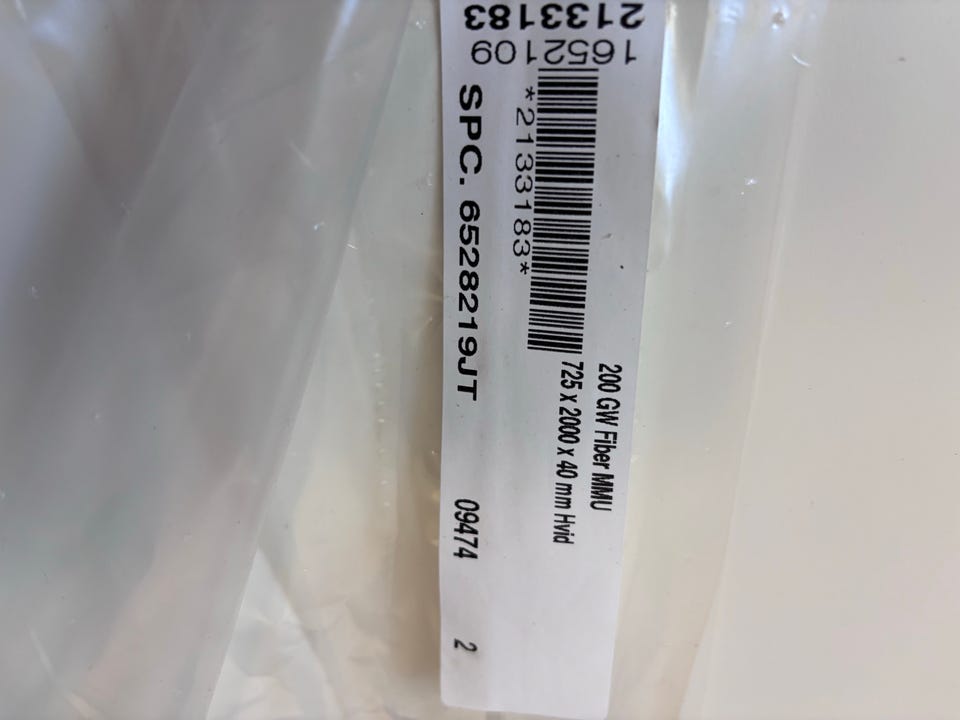 2133183
1652109
200 GW Fiber MMU
725 x 2000 x 40 mm Hvid
*2133183*
SPC. 6528219JT 09474 2